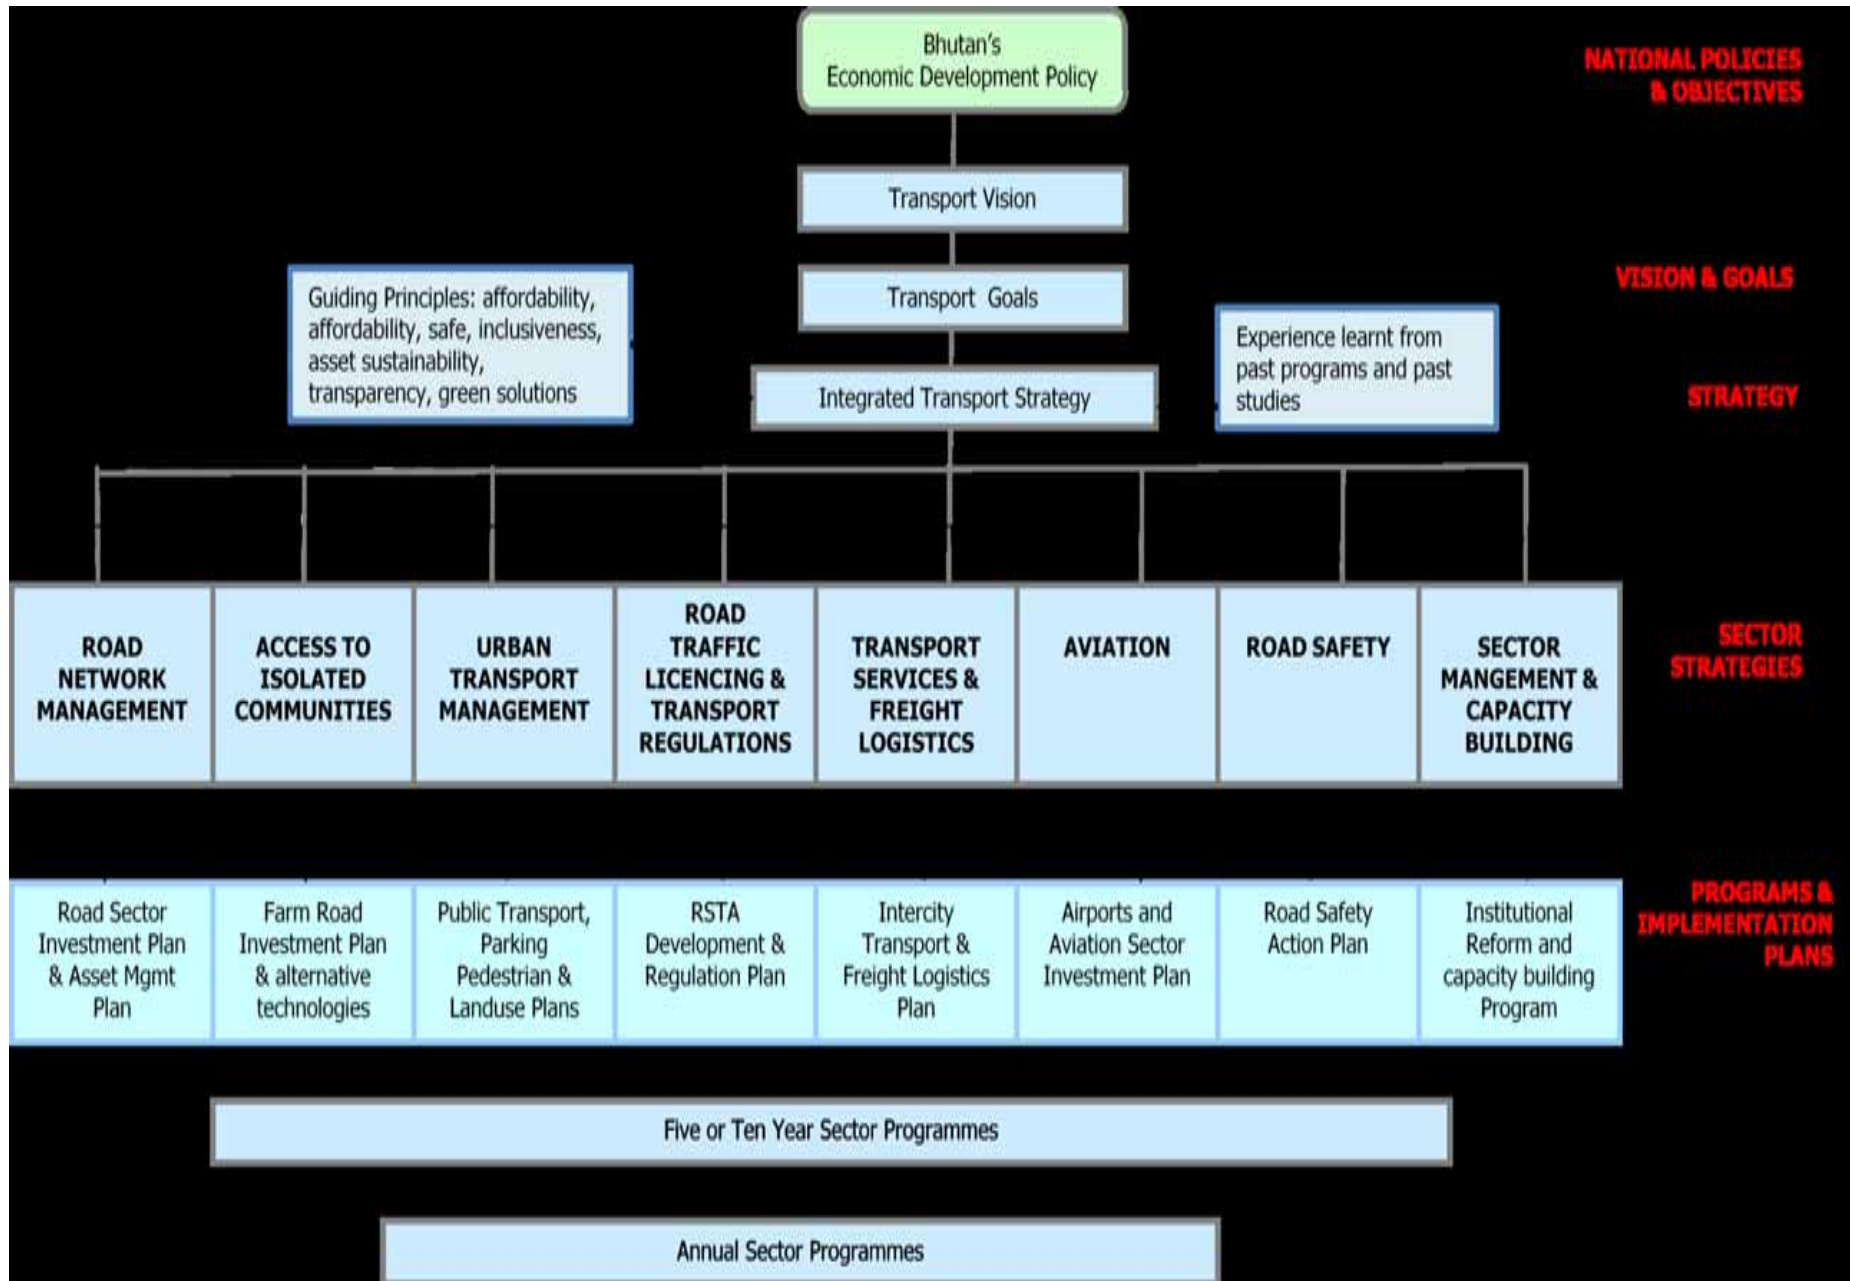 Bhutan's
Economic Development Policy
NATIONAL POLICIES
& OBJECTIVES
Transport Vision
Transport Goals
VISION & GOALS
Guiding Principles: affordability,
affordability, safe, inclusiveness,
asset sustainability,
transparency, green solutions
Integrated Transport Strategy
Experience learnt from
past programs and past
studies
STRATEGY
ROAD
NETWORK
MANAGEMENT
ACCESS TO
ISOLATED
COMMUNITIES
URBAN
TRANSPORT
MANAGEMENT
ROAD
TRAFFIC
LICENCING &
TRANSPORT
REGULATIONS
TRANSPORT
SERVICES &
FREIGHT
LOGISTICS
AVIATION
ROAD SAFETY
SECTOR
MANGEMENT &
CAPACITY
BUILDING
SECTOR
STRATEGIES
Road Sector
Investment Plan
& Asset Mgmt
Plan
Farm Road
Investment Plan
& alternative
technologies
Public Transport,
Parking
Pedestrian &
Landuse Plans
RSTA
Development &
Regulation Plan
Intercity
Transport &
Freight Logistics
Plan
Airports and
Aviation Sector
Investment Plan
Road Safety
Action Plan
Institutional
Reform and
capacity building
Program
PROGRAMS &
IMPLEMENTATION
PLANS
Five or Ten Year Sector Programmes
Annual Sector Programmes